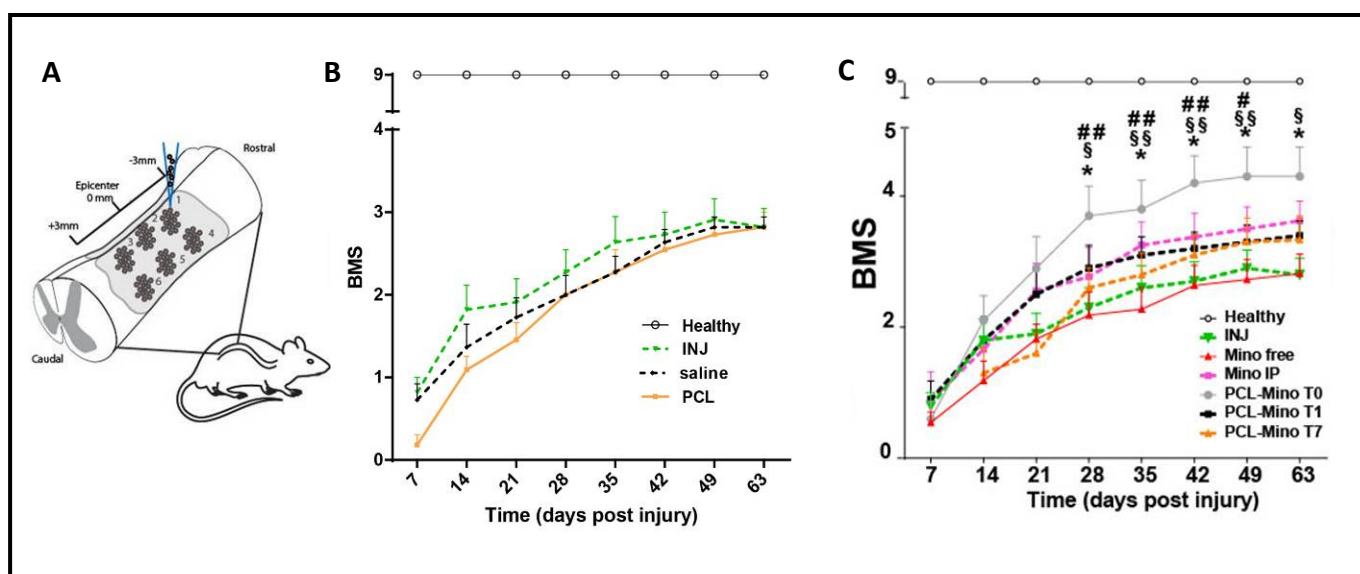 A
-3mm
Rostral
Epicenter
0 mm
+3mm
1
2
3
4
5
6
Caudal
B
9
4
3
2
1
0
BMS
Healthy
INJ
saline
PCL
7 14 21 28 35 42 49 63
Time (days post injury)
C
9
5
4
2
0
BMS
## ## ## # §
§ §§ §§ §§ *
* * * *
Healthy
INJ
Mino free
Mino IP
PCL-Mino T0
PCL-Mino T1
PCL-Mino T7
7 14 21 28 35 42 49 63
Time (days post injury)